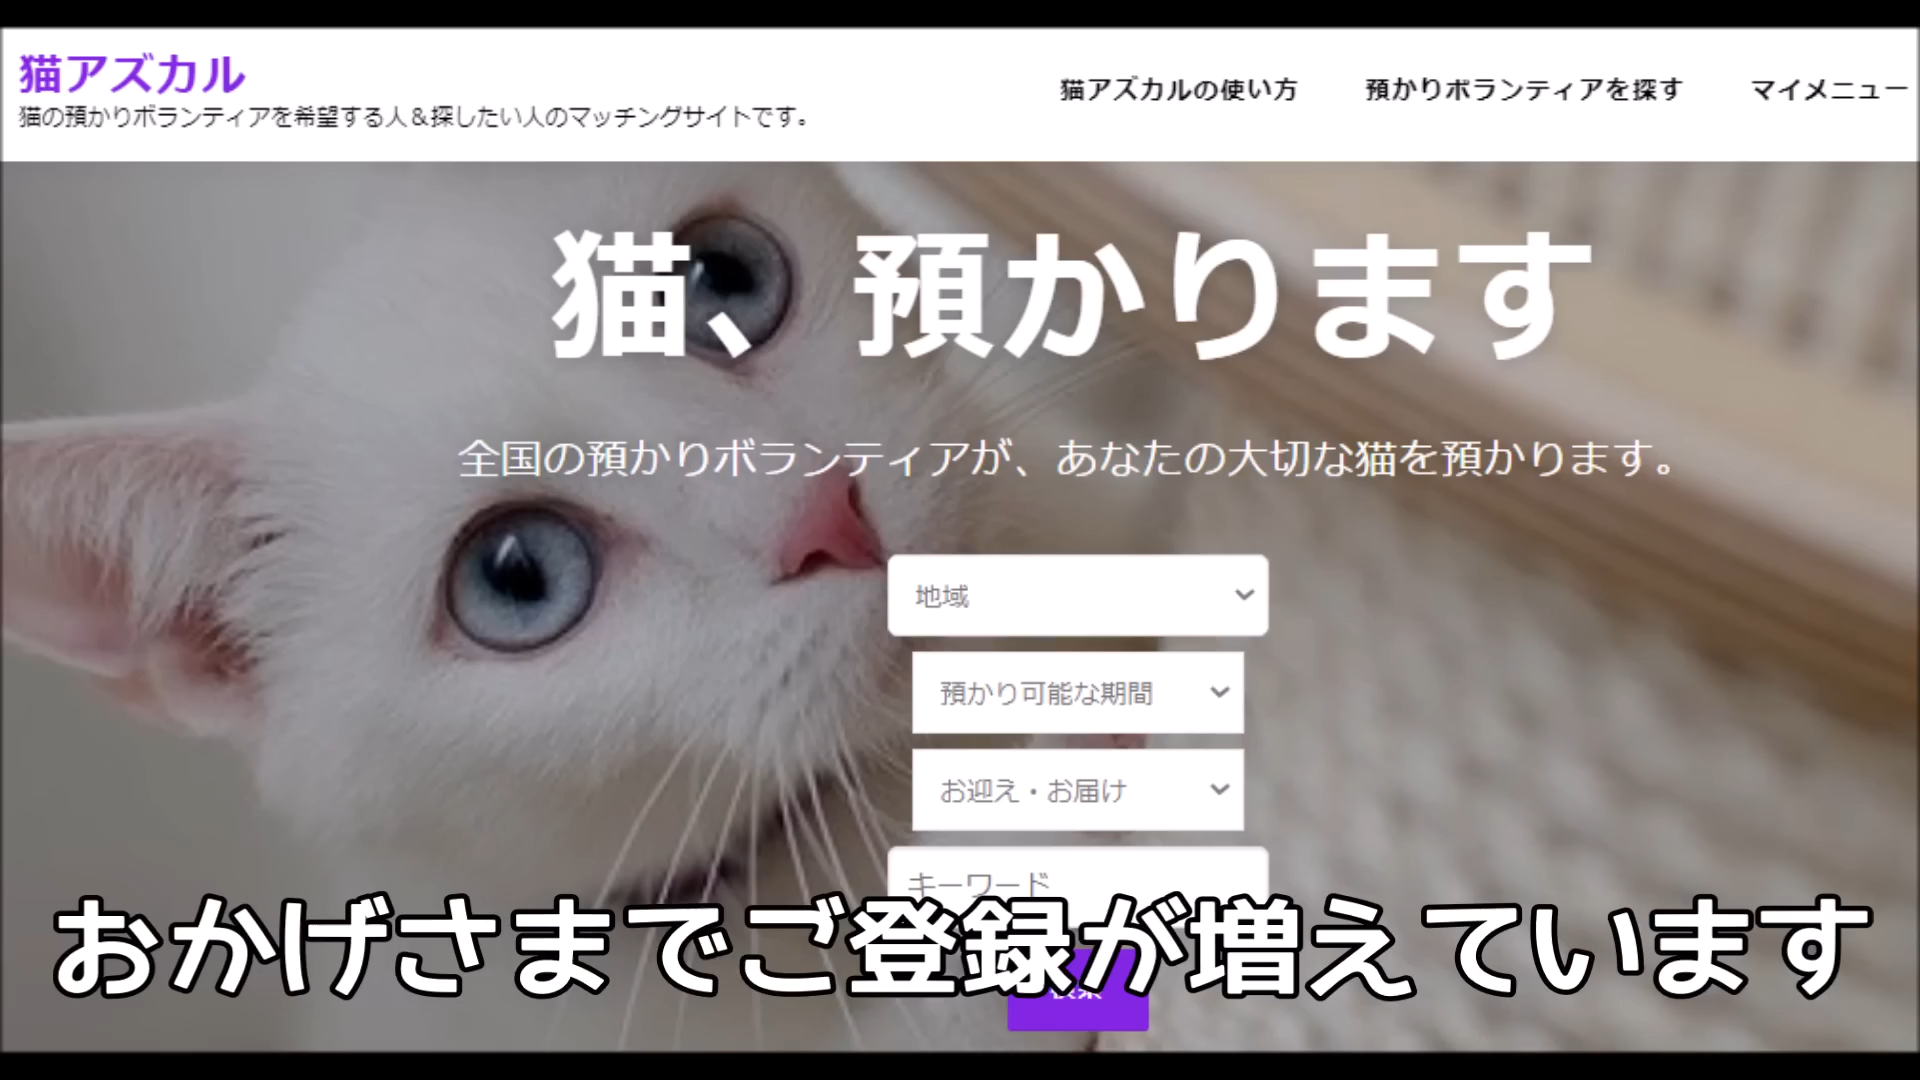 猫アズカル
猫の預かりボランティアを希望する人＆探したい人のマッチングサイトです。
猫アズカルの使い方
預かりボランティアを探す
マイメニュー
猫、預かります
全国の預かりボランティアが、あなたの大切な猫を預かります。
地域
預かり可能な期間
お迎え・お届け
キーワード
おかげさまでご登録が増えています